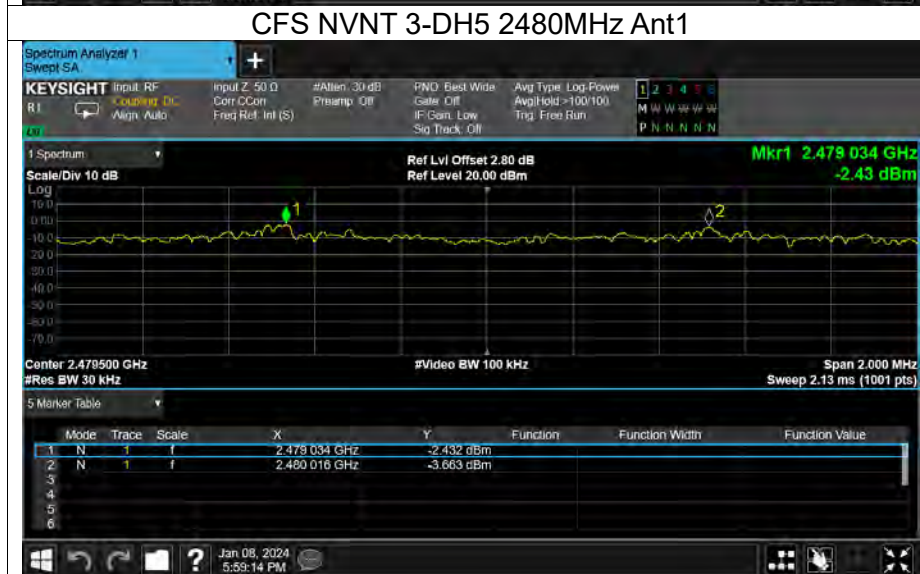 CFS NVNT 3-DH5 2480MHz Ant1
Spectrum Analyzer 1
Swept SA
+
KEYSIGHT Input: RF Input Z: 50 Ω #Atten: 30 dB PNO: Best Wide Avg Type: Log-Power 1 2 3 4 5 6
Coupling: DC Corr CCorr Preamp: Off Gate: Off Avg|Hold:>100/100 M W W W W W
Align: Auto Freq Ref: Int (S) IF Gain: Low Trig: Free Run P N N N N N
Sig Track: Off
1 Spectrum
Ref Lvl Offset 2.80 dB Mkr1 2.479 034 GHz
Scale/Div 10 dB Ref Level 20.00 dBm -2.43 dBm
Log
10.0
0.00
-10.0
-20.0
-30.0
-40.0
-50.0
-60.0
-70.0
1
2
Center 2.479500 GHz #Video BW 100 kHz Span 2.000 MHz
#Res BW 30 kHz Sweep 2.13 ms (1001 pts)
5 Marker Table
Mode Trace Scale X Y Function Function Width Function Value
1 N 1 f 2.479 034 GHz -2.432 dBm
2 N 1 f 2.480 016 GHz -3.663 dBm
3
4
5
6
? Jan 08, 2024
5:59:14 PM